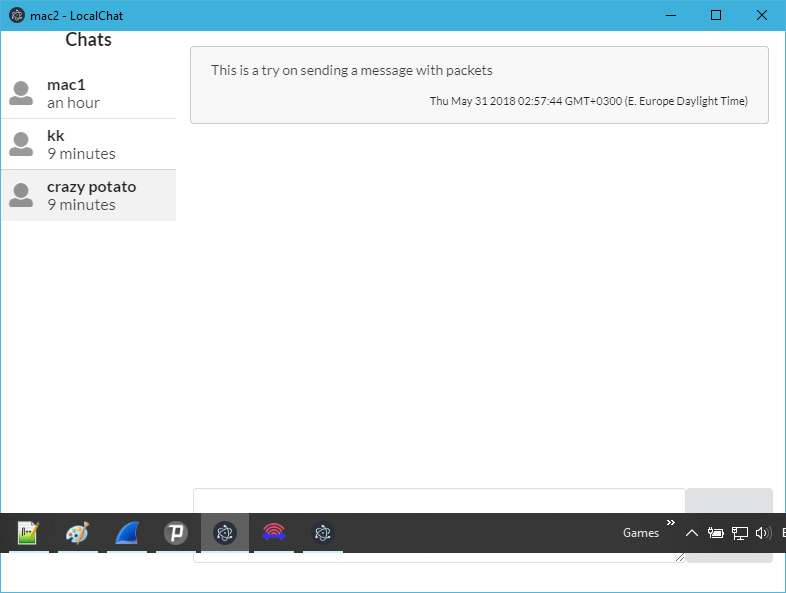 mac2 - LocalChat
Chats
mac1
an hour
kk
9 minutes
crazy potato
9 minutes
This is a try on sending a message with packets
Thu May 31 2018 02:57:44 GMT+0300 (E. Europe Daylight Time)
Games